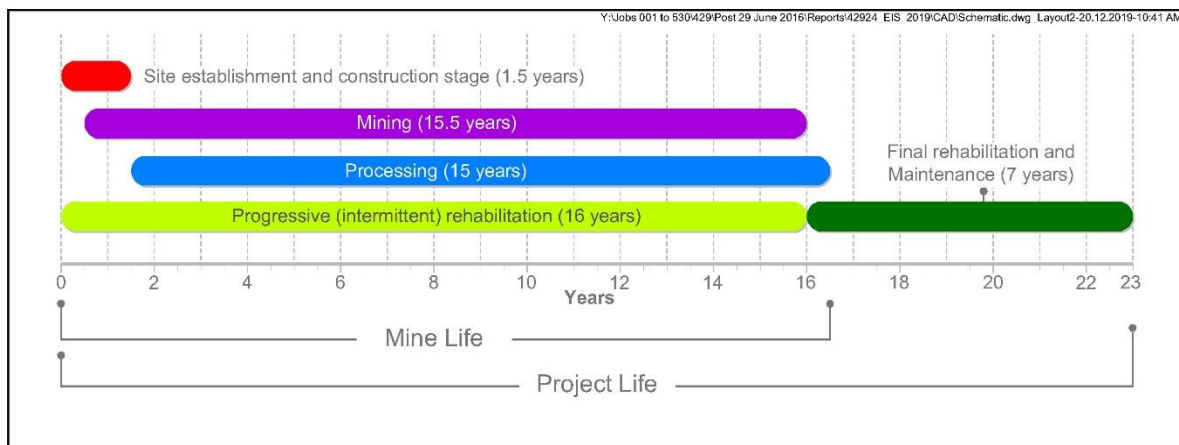 Y:\Jobs 001 to 530\429\Post 29 June 2016\Reports\42924_EIS_2019\CAD\Schematic.dwg_Layout2-20.12.2019-10:41 AM
Site establishment and construction stage (1.5 years)
Mining (15.5 years)
Processing (15 years)
Final rehabilitation and
Maintenance (7 years)
Progressive (intermittent) rehabilitation (16 years)
0 2 4 6 8 10 12 14 16 18 20 22 23
Years
Mine Life
Project Life